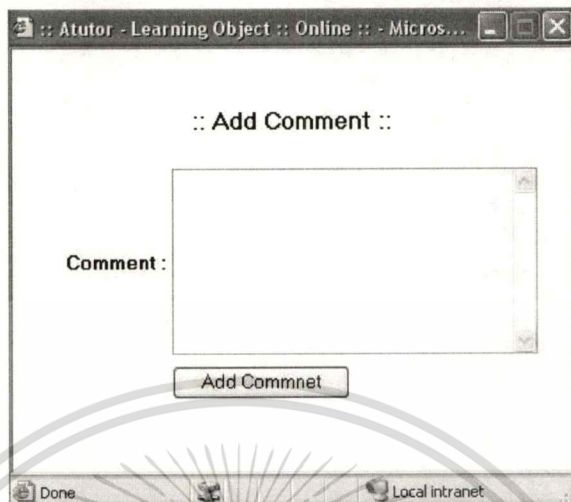 :: Atutor - Learning Object :: Online :: - Micros...
:: Add Comment ::
Comment :
Add Commnet
Done
Local intranet